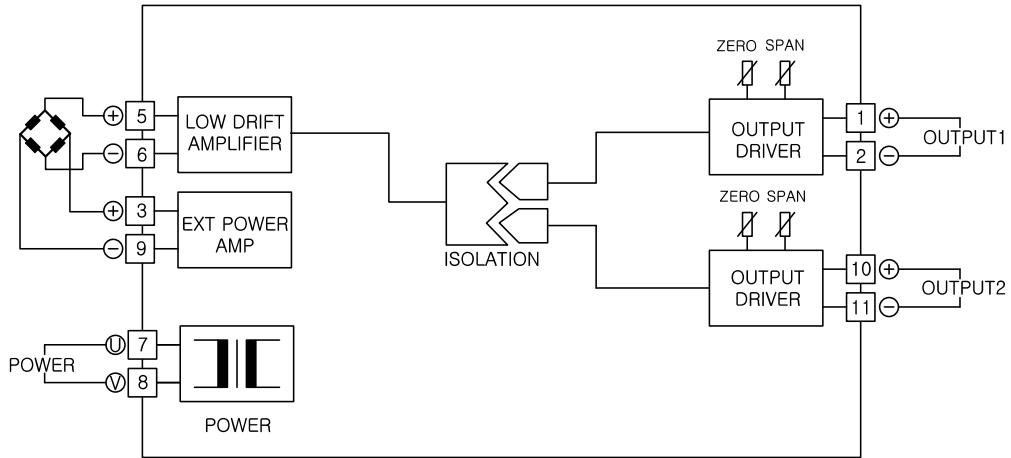 ZERO SPAN
5
LOW DRIFT
AMPLIFIER
6
OUTPUT
DRIVER
1
2
OUTPUT1
3
EXT POWER
AMP
9
ISOLATION
ZERO SPAN
OUTPUT
DRIVER
10
11
OUTPUT2
POWER
U
7
V
8
POWER